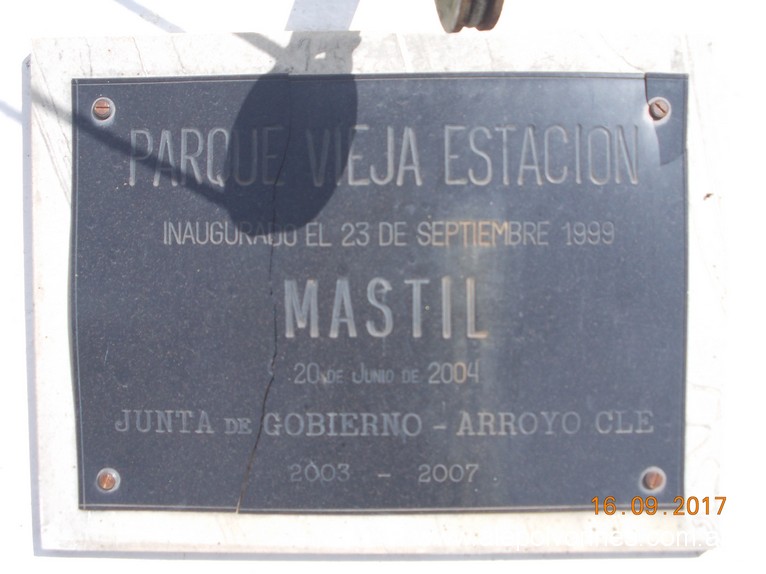 PARQUE VIEJA ESTACION
INAUGURADO EL 23 DE SEPTIEMBRE 1999
MASTIL
20 DE JUNIO DE 2004
JUNTA DE GOBIERNO - ARROYO CLE
2003 - 2007
16.09.2017